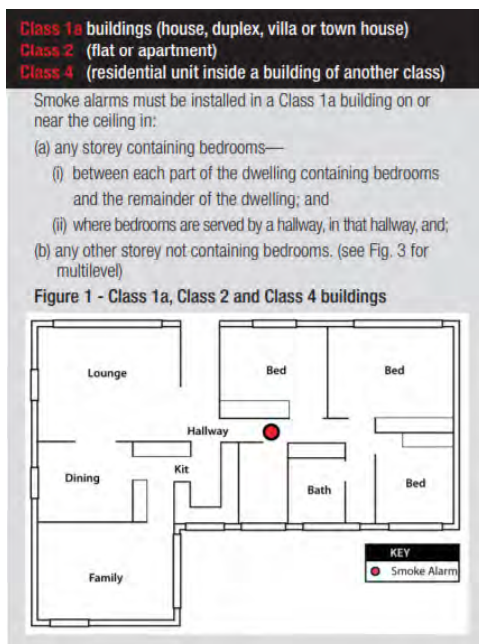 Class 1a buildings (house, duplex, villa or town house)
Class 2 (flat or apartment)
Class 4 (residential unit inside a building of another class)
Smoke alarms must be installed in a Class 1a building on or
near the ceiling in:
(a) any storey containing bedrooms—
(i) between each part of the dwelling containing bedrooms
and the remainder of the dwelling; and
(ii) where bedrooms are served by a hallway, in that hallway, and;
(b) any other storey not containing bedrooms. (see Fig. 3 for
multilevel)
Figure 1 - Class 1a, Class 2 and Class 4 buildings
Lounge
Bed
Bed
Hallway
Dining
Kit
Bath
Bed
Family
KEY
Smoke Alarm